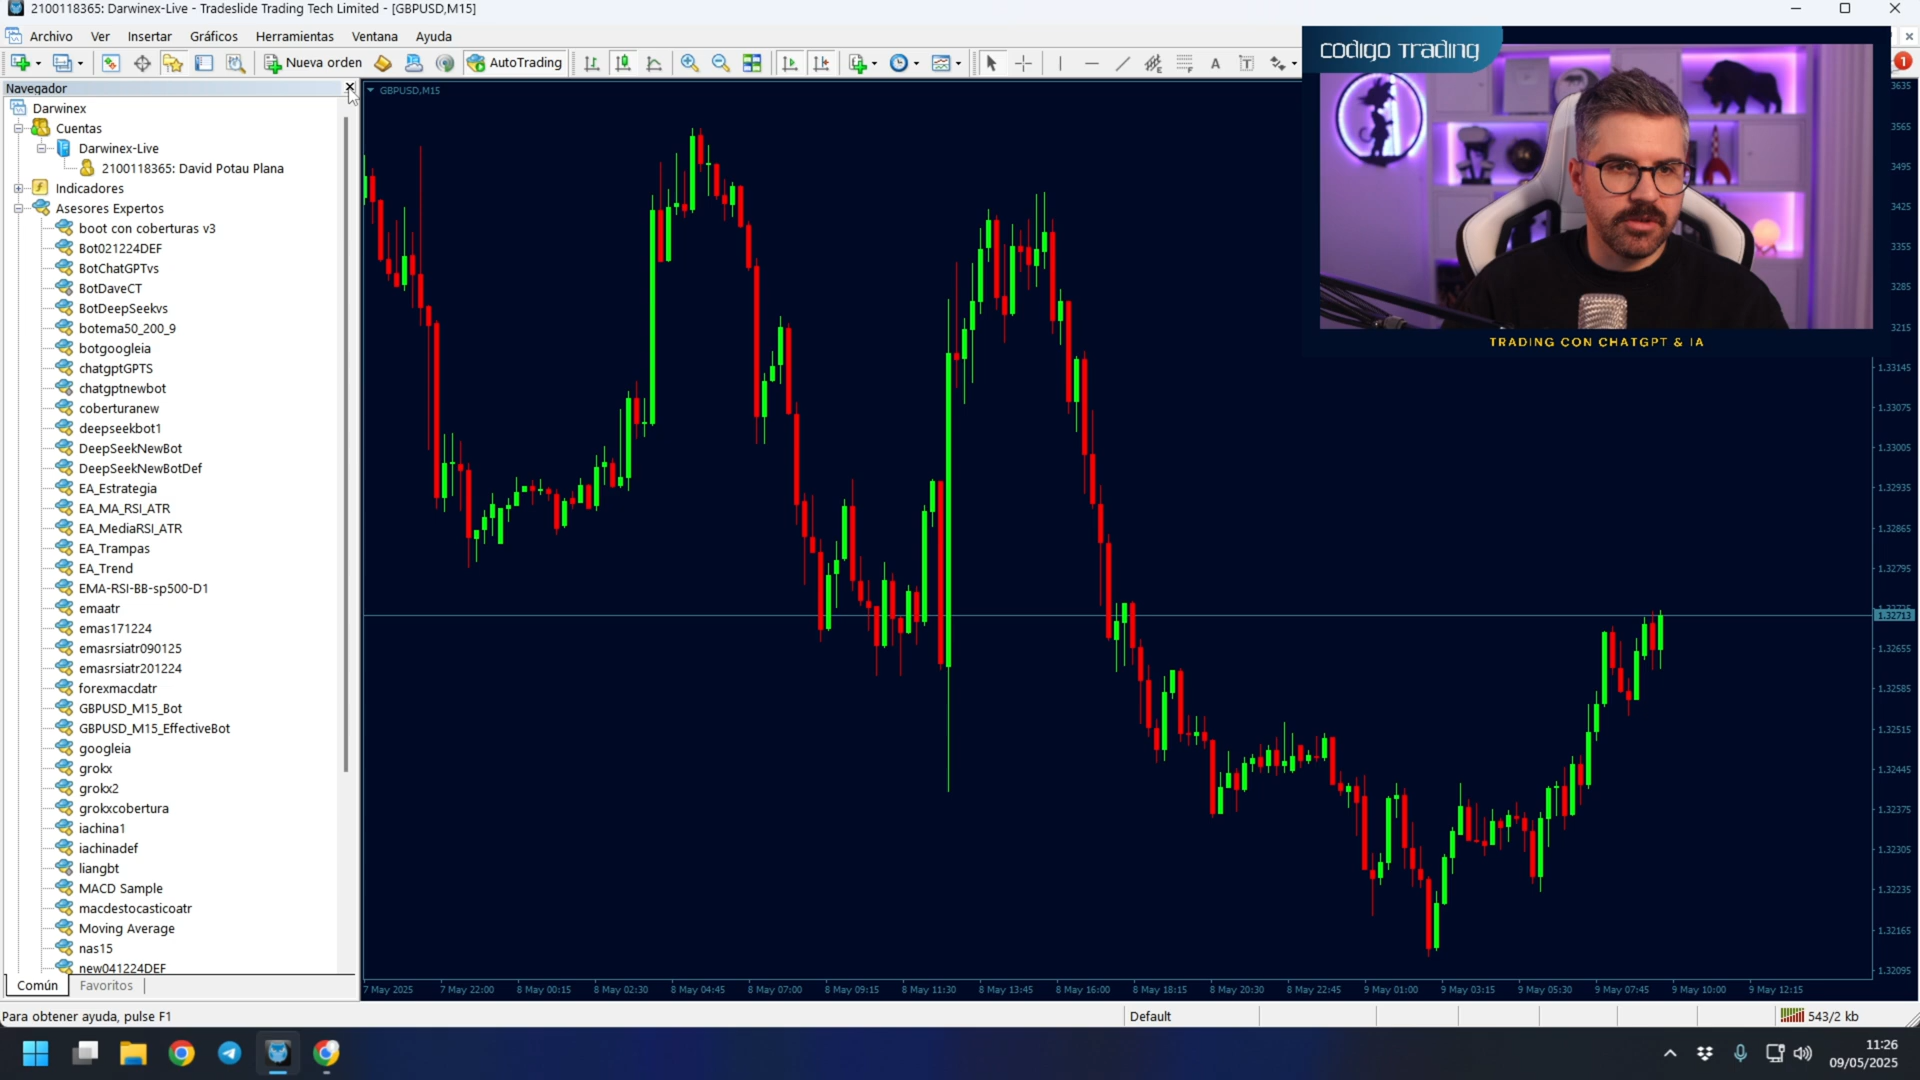 2100118365: Darwinex-Live - Tradeslide Trading Tech Limited - [GBPUSD,M15]
Archivo Ver Insertar Gráficos Herramientas Ventana Ayuda
Nueva orden AutoTrading
A T
1
codigo trading
TRADING CON CHATGPT & IA
Navegador
Darwinex
Cuentas
Darwinex-Live
2100118365: David Potau Plana
Indicadores
Asesores Expertos
boot con coberturas v3
Bot021224DEF
BotChatGPTvs
BotDaveCT
BotDeepSeekvs
botema50_200_9
botgoogleia
chatgptGPTS
chatgptnewbot
coberturanew
deepseekbot1
DeepSeekNewBot
DeepSeekNewBotDef
EA_Estrategia
EA_MA_RSI_ATR
EA_MediaRSI_ATR
EA_Trampas
EA_Trend
EMA-RSI-BB-sp500-D1
emaatr
emas171224
emasrsiatr090125
emasrsiatr201224
forexmacdatr
GBPUSD_M15_Bot
GBPUSD_M15_EffectiveBot
googleia
grokx
grokx2
grokxcobertura
iachina1
iachinadef
liangbt
MACD Sample
macdestocasticoatr
Moving Average
nas15
new041224DEF
Común Favoritos
GBPUSD,M15
3635
3565
3495
3425
3355
3285
3215
1.33145
1.33075
1.33005
1.32935
1.32865
1.32795
1.32713
1.32655
1.32585
1.32515
1.32445
1.32375
1.32305
1.32235
1.32165
1.32095
7 May 2025 7 May 22:00 8 May 00:15 8 May 02:30 8 May 04:45 8 May 07:00 8 May 09:15 8 May 11:30 8 May 13:45 8 May 16:00 8 May 18:15 8 May 20:30 8 May 22:45 9 May 01:00 9 May 03:15 9 May 05:30 9 May 07:45 9 May 10:00 9 May 12:15
Para obtener ayuda, pulse F1 Default 543/2 kb
11:26
09/05/2025